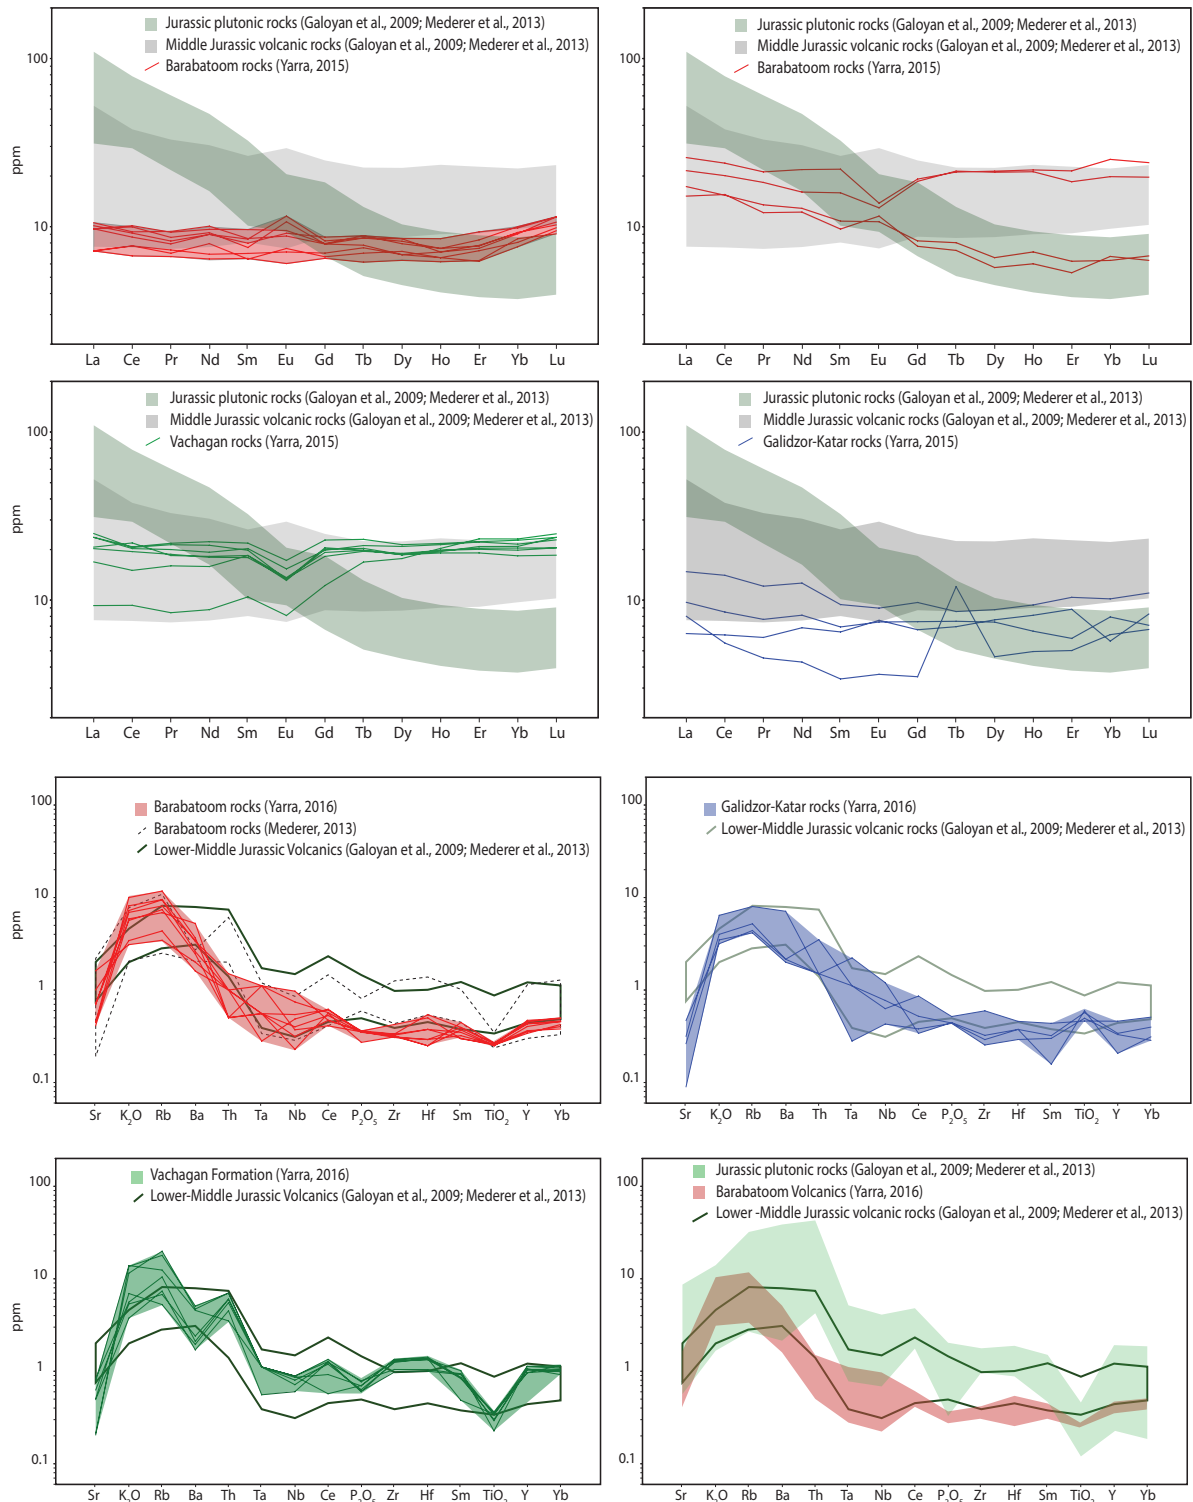 Jurassic plutonic rocks (Galoyan et al., 2009; Mederer et al., 2013)
Middle Jurassic volcanic rocks (Galoyan et al., 2009; Mederer et al., 2013)
Barabatoom rocks (Yarra, 2015)
100
10
ppm
La Ce Pr Nd Sm Eu Gd Tb Dy Ho Er Yb Lu
Jurassic plutonic rocks (Galoyan et al., 2009; Mederer et al., 2013)
Middle Jurassic volcanic rocks (Galoyan et al., 2009; Mederer et al., 2013)
Barabatoom rocks (Yarra, 2015)
100
10
ppm
La Ce Pr Nd Sm Eu Gd Tb Dy Ho Er Yb Lu
Jurassic plutonic rocks (Galoyan et al., 2009; Mederer et al., 2013)
Middle Jurassic volcanic rocks (Galoyan et al., 2009; Mederer et al., 2013)
Vachagan rocks (Yarra, 2015)
100
10
ppm
La Ce Pr Nd Sm Eu Gd Tb Dy Ho Er Yb Lu
Jurassic plutonic rocks (Galoyan et al., 2009; Mederer et al., 2013)
Middle Jurassic volcanic rocks (Galoyan et al., 2009; Mederer et al., 2013)
Galidzor-Katar rocks (Yarra, 2015)
100
10
ppm
La Ce Pr Nd Sm Eu Gd Tb Dy Ho Er Yb Lu
Barabatoom rocks (Yarra, 2016)
Barabatoom rocks (Mederer, 2013)
Lower-Middle Jurassic Volcanics (Galoyan et al., 2009; Mederer et al., 2013)
100
10
1
0.1
ppm
Sr K2O Rb Ba Th Ta Nb Ce P2O5 Zr Hf Sm TiO2 Y Yb
Galidzor-Katar rocks (Yarra, 2016)
Lower-Middle Jurassic volcanic rocks (Galoyan et al., 2009; Mederer et al., 2013)
100
10
1
0.1
Sr K2O Rb Ba Th Ta Nb Ce P2O5 Zr Hf Sm TiO2 Y Yb
Vachagan Formation (Yarra, 2016)
Lower-Middle Jurassic Volcanics (Galoyan et al., 2009; Mederer et al., 2013)
100
10
1
0.1
ppm
Sr K2O Rb Ba Th Ta Nb Ce P2O5 Zr Hf Sm TiO2 Y Yb
Jurassic plutonic rocks (Galoyan et al., 2009; Mederer et al., 2013)
Barabatoom Volcanics (Yarra, 2016)
Lower -Middle Jurassic volcanic rocks (Galoyan et al., 2009; Mederer et al., 2013)
100
10
1
0.1
Sr K2O Rb Ba Th Ta Nb Ce P2O5 Zr Hf Sm TiO2 Y Yb